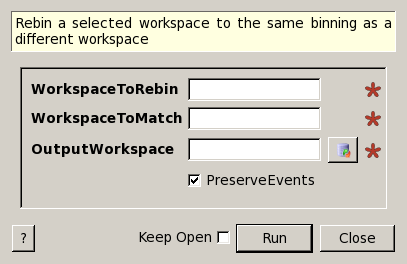 Rebin a selected workspace to the same binning as a
different workspace
WorkspaceToRebin
WorkspaceToMatch
OutputWorkspace
PreserveEvents
? Keep Open Run Close